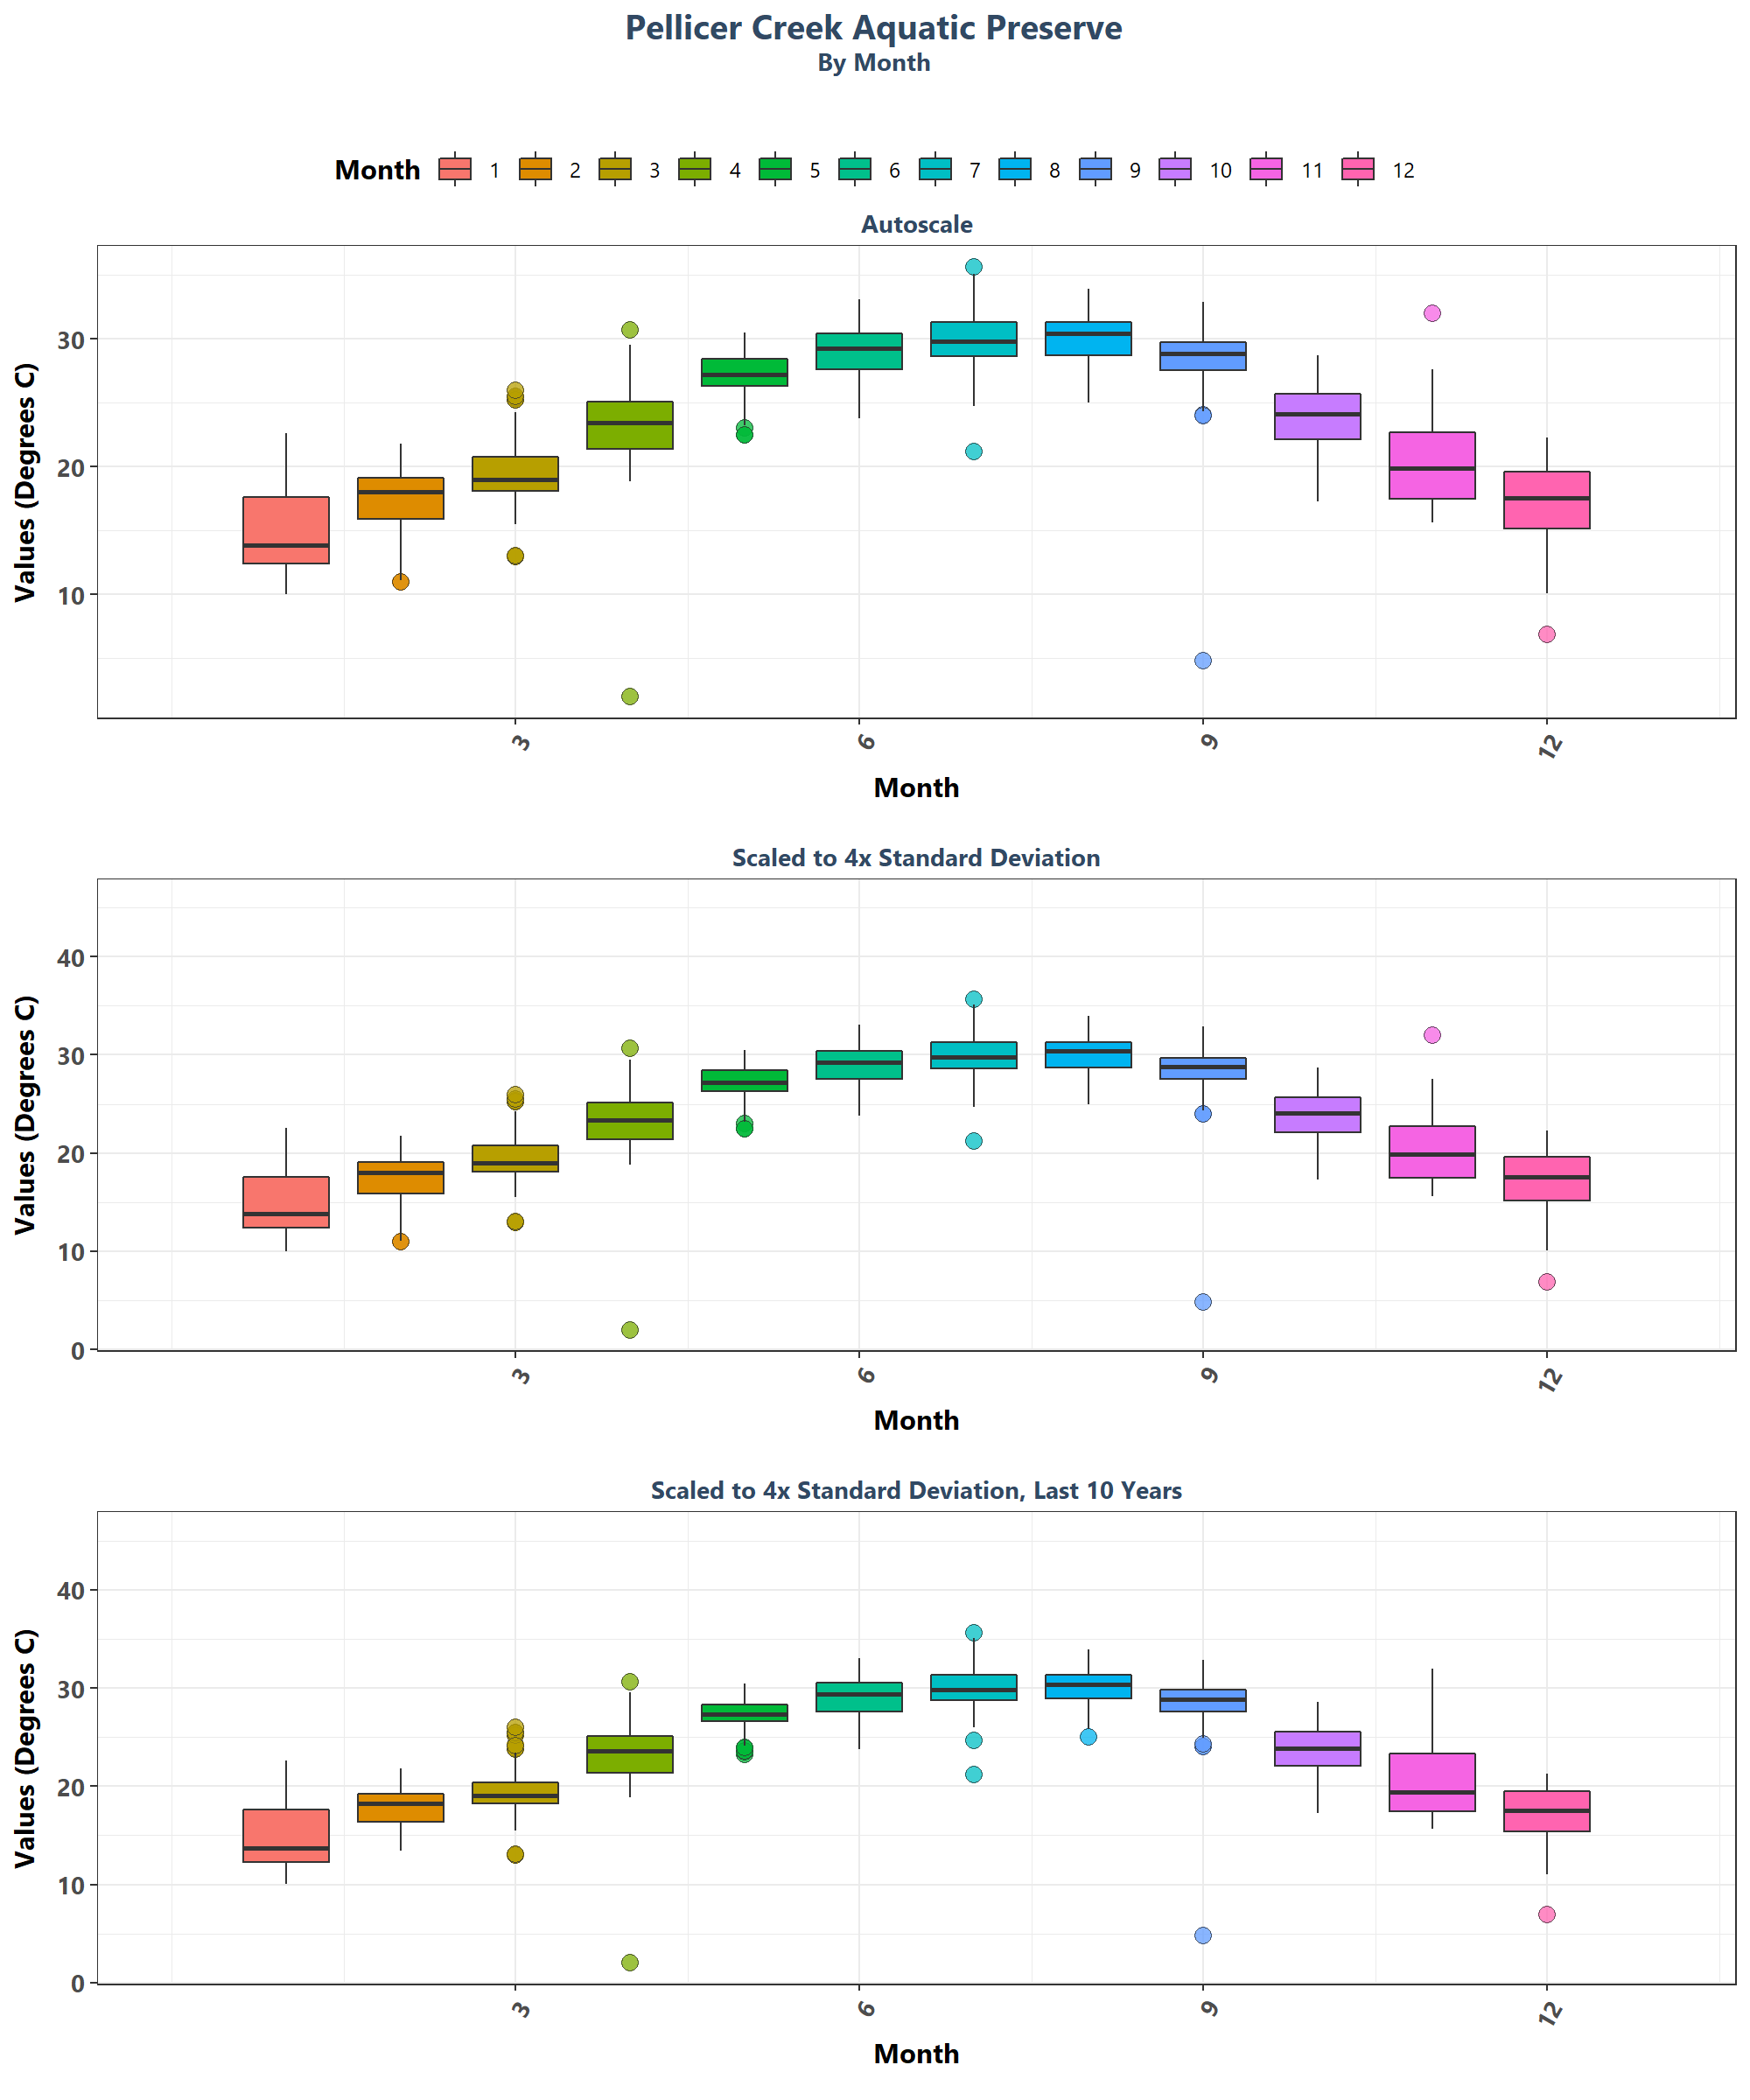 Pellicer Creek Aquatic Preserve
By Month
Month 1 2 3 4 5 6 7 8 9 10 11 12
Autoscale
Values (Degrees C)
30
20
10
3 6 9 12
Month
Scaled to 4x Standard Deviation
Values (Degrees C)
40
30
20
10
0
3 6 9 12
Month
Scaled to 4x Standard Deviation, Last 10 Years
Values (Degrees C)
40
30
20
10
0
3 6 9 12
Month